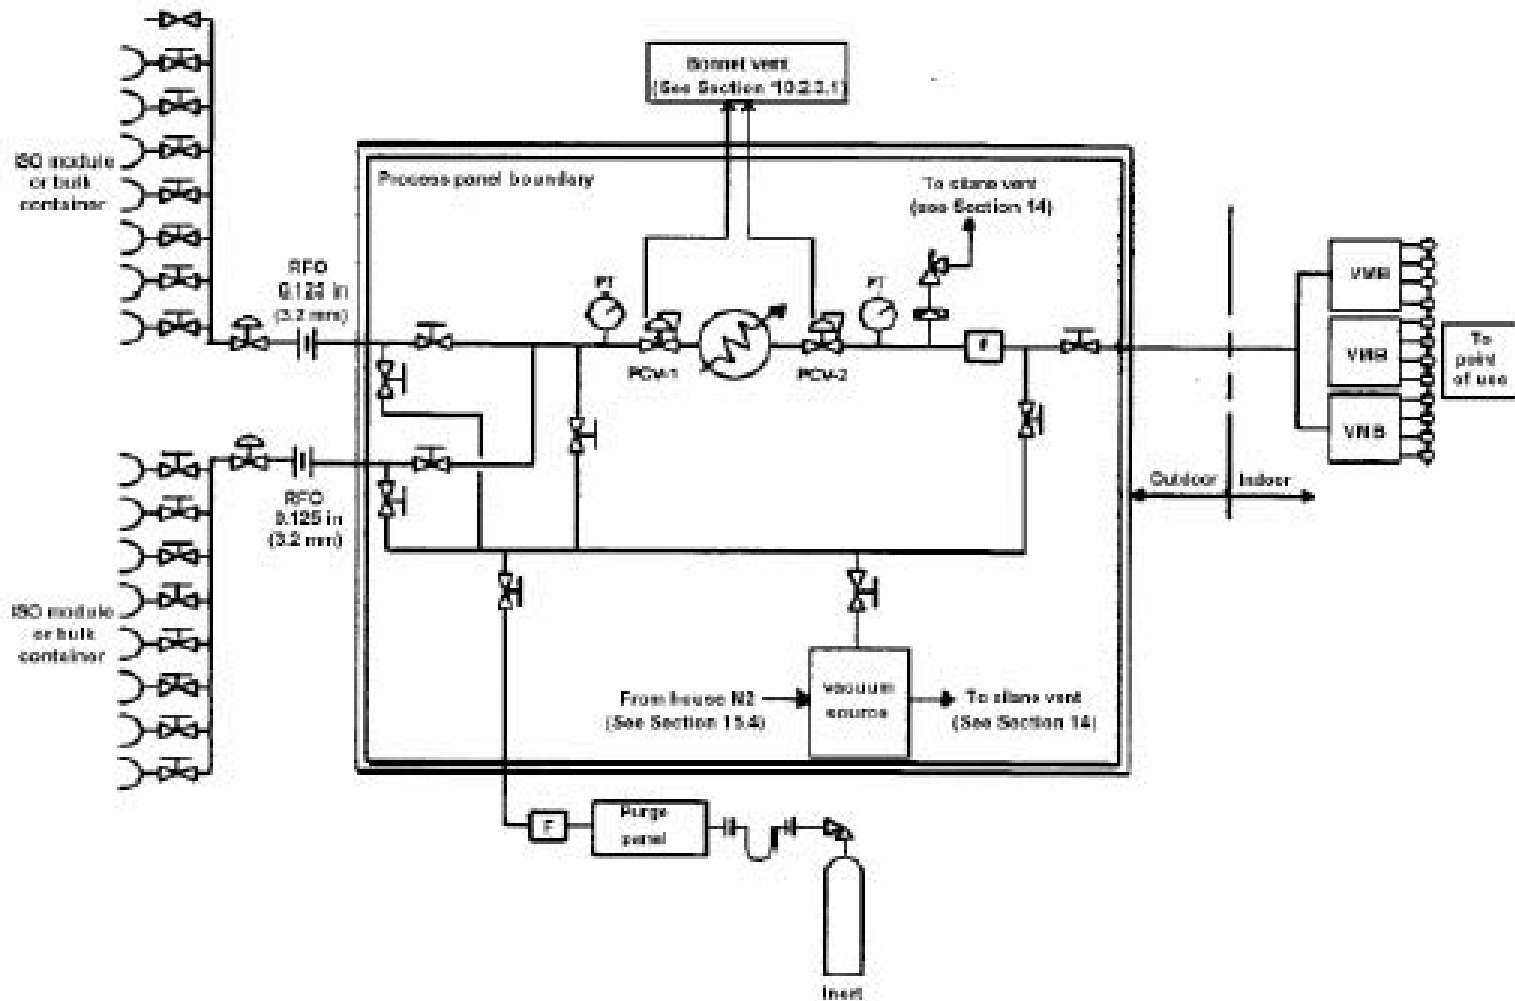 Bonnet vent
(See Section 10.2.3.1)
Process panel boundary
To silane vent
(see Section 14)
ISO module
or bulk
container
RFO
0.125 in
(3.2 mm)
PT
PT
PCV-1
PCV-2
F
VMB
VMB
VMB
To
point
of use
Outdoor
Indoor
RFO
0.125 in
(3.2 mm)
ISO module
or bulk
container
From house N2
(See Section 13.4)
vacuum
source
To silane vent
(See Section 14)
F
Purge
panel
Inert